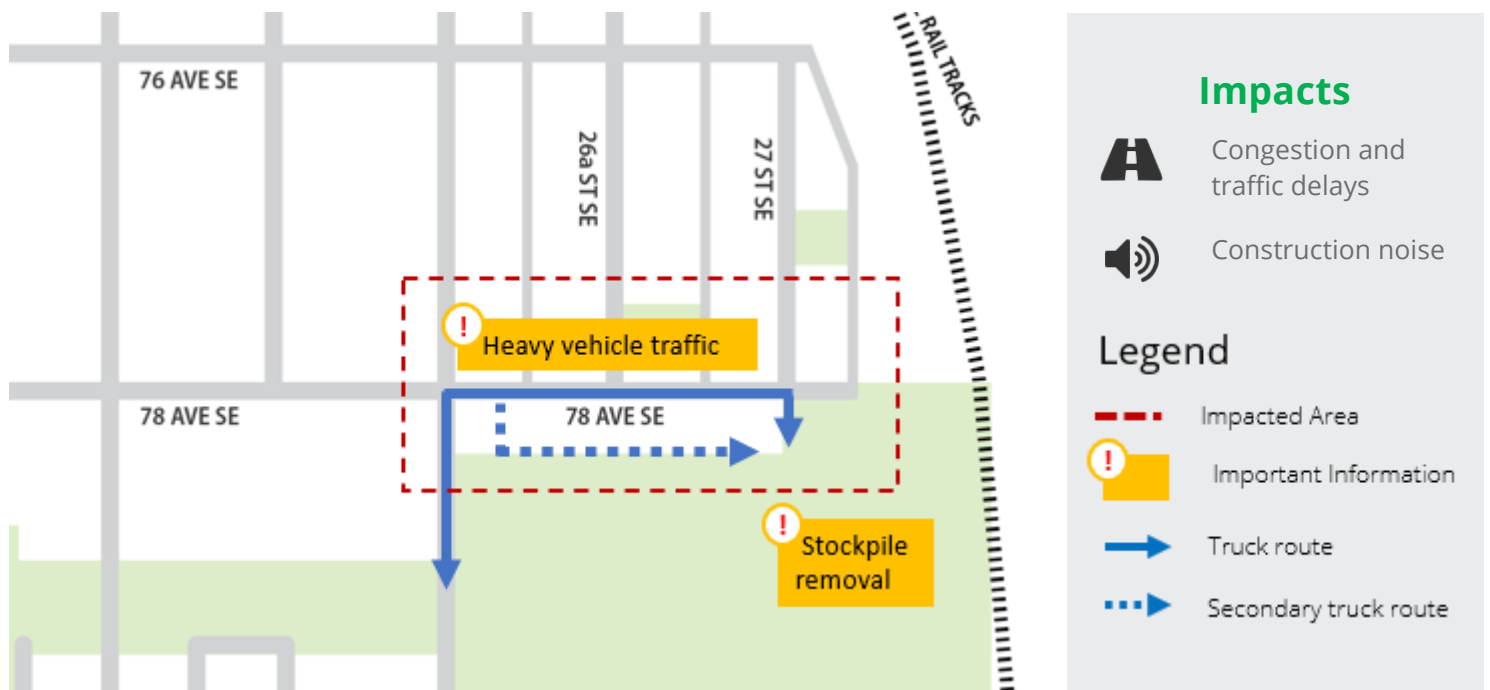 RAIL TRACKS
76 AVE SE
26a ST SE
27 ST SE
!
Heavy vehicle traffic
78 AVE SE
78 AVE SE
!
Stockpile
removal
Impacts
Congestion and
traffic delays
Construction noise
Legend
Impacted Area
!
Important Information
Truck route
Secondary truck route